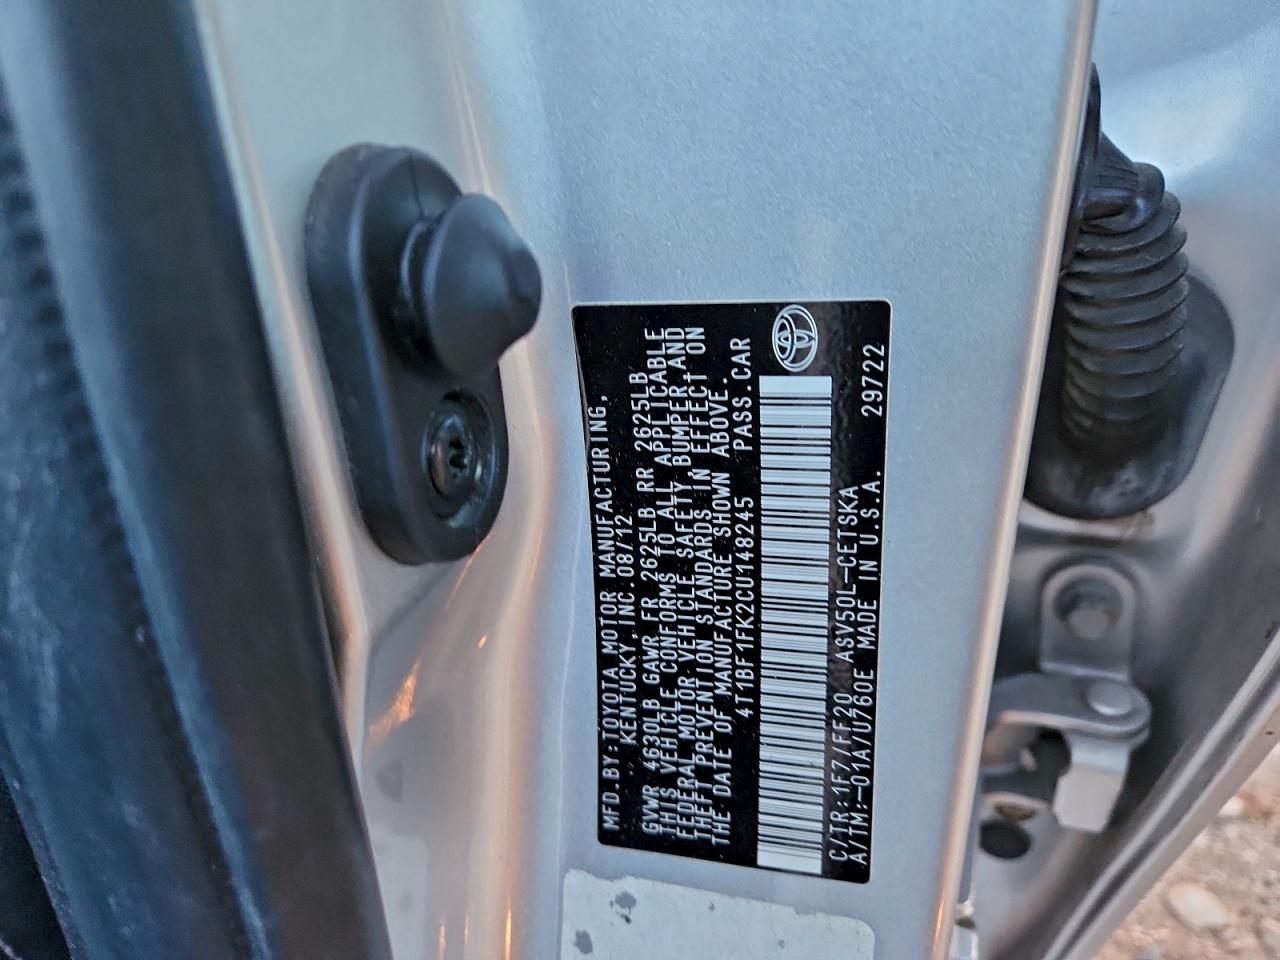 MFD.BY:TOYOTA MOTOR MANUFACTURING,
KENTUCKY,INC.08/12
GVWR 4630LB GAWR FR 2625LB RR 2625LB
THIS VEHICLE CONFORMS TO ALL APPLICABLE
FEDERAL MOTOR VEHICLE SAFETY,BUMPER,AND
THEFT PREVENTION STANDARDS IN EFFECT ON
THE DATE OF MANUFACTURE SHOWN ABOVE.
4T1BF1FK2CU148245 PASS.CAR
C/TR:1F7/FF20 ASV50L-CETSKA
A/TM:-01A/U760E MADE IN U.S.A. 29722